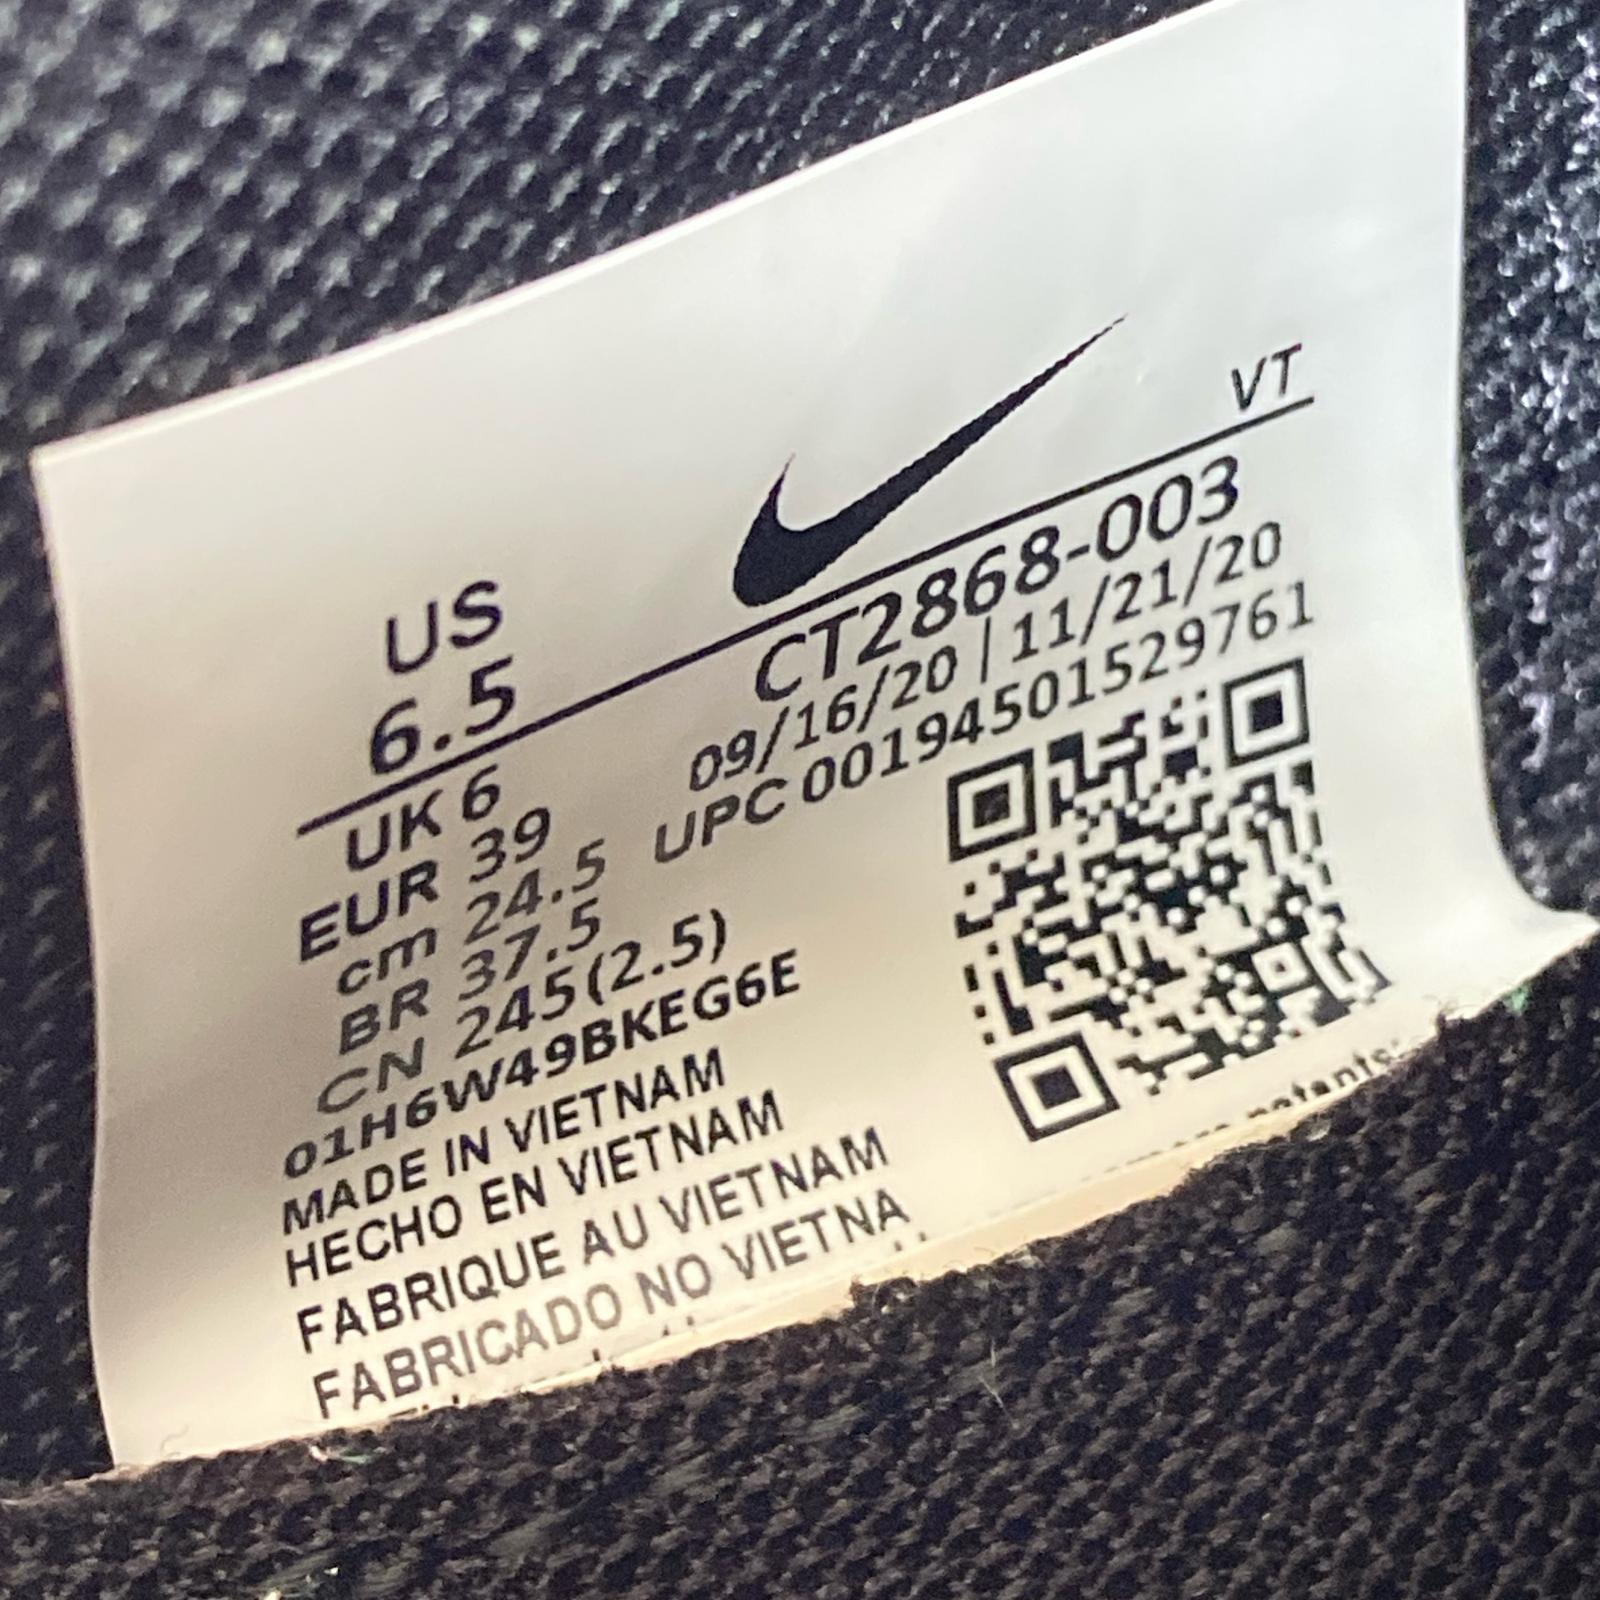 VT
US
6.5
CT2868-003
09/16/20 | 11/21/20
UPC 00194501529761
UK 6
EUR 39
cm 24.5
BR 37.5
CN 245(2.5)
01H6W49BKEG6E
MADE IN VIETNAM
HECHO EN VIETNAM
FABRIQUE AU VIETNAM
FABRICADO NO VIETNA